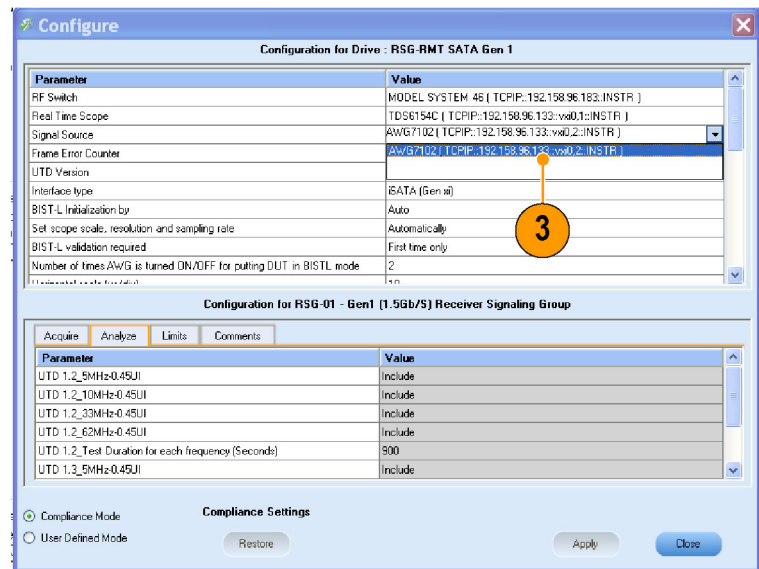 Configure
Configuration for Drive : RSG-RMT SATA Gen 1
Parameter Value
RF Switch MODEL SYSTEM 46 ( TCPIP::192.158.96.183::INSTR )
Real Time Scope TDS6154C ( TCPIP::192.158.96.133::vxi0,1::INSTR )
Signal Source AWG7102 ( TCPIP::192.158.96.133::vxi0,2::INSTR )
Frame Error Counter AWG7102 ( TCPIP::192.158.96.133::vxi0,2::INSTR )
UTD Version
Interface type iSATA (Gen xi)
BIST-L Initialization by Auto
Set scope scale, resolution and sampling rate Automatically
3
BIST-L validation required First time only
Number of times AWG is turned ON/OFF for putting DUT in BISTL mode 2
Configuration for RSG-01 - Gen1 (1.5Gb/S) Receiver Signaling Group
Acquire Analyze Limits Comments
Parameter Value
UTD 1.2_5MHz-0.45UI Include
UTD 1.2_10MHz-0.45UI Include
UTD 1.2_33MHz-0.45UI Include
UTD 1.2_62MHz-0.45UI Include
UTD 1.2_Test Duration for each frequency (Seconds) 900
UTD 1.3_5MHz-0.45UI Include
Compliance Mode Compliance Settings
User Defined Mode Restore Apply Close